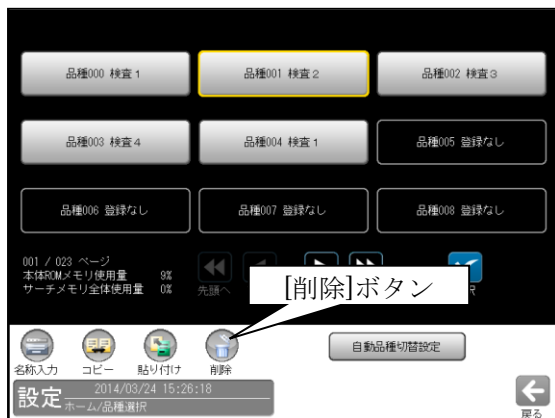 品種000 検査1
品種001 検査2
品種002 検査3
品種003 検査4
品種004 検査1
品種005 登録なし
品種006 登録なし
品種007 登録なし
品種008 登録なし
001 / 023 ページ
本体ROMメモリ使用量 9%
サーチメモリ全体使用量 0%
先頭へ
[削除]ボタン
名称入力
コピー
貼り付け
削除
自動品種切替設定
設定
2014/03/24 15:26:18
ホーム/品種選択
戻る